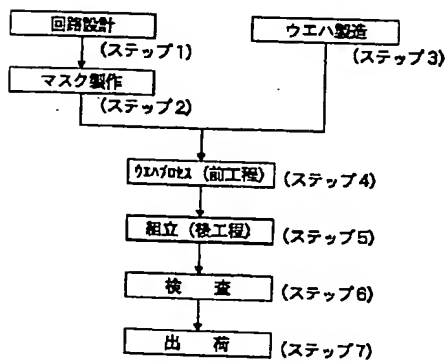 回路設計
(ステップ1)
ウエハ製造
(ステップ3)
マスク製作
(ステップ2)
ウエハプロセス (前工程)
(ステップ4)
組立 (後工程)
(ステップ5)
検 査
(ステップ6)
出 荷
(ステップ7)